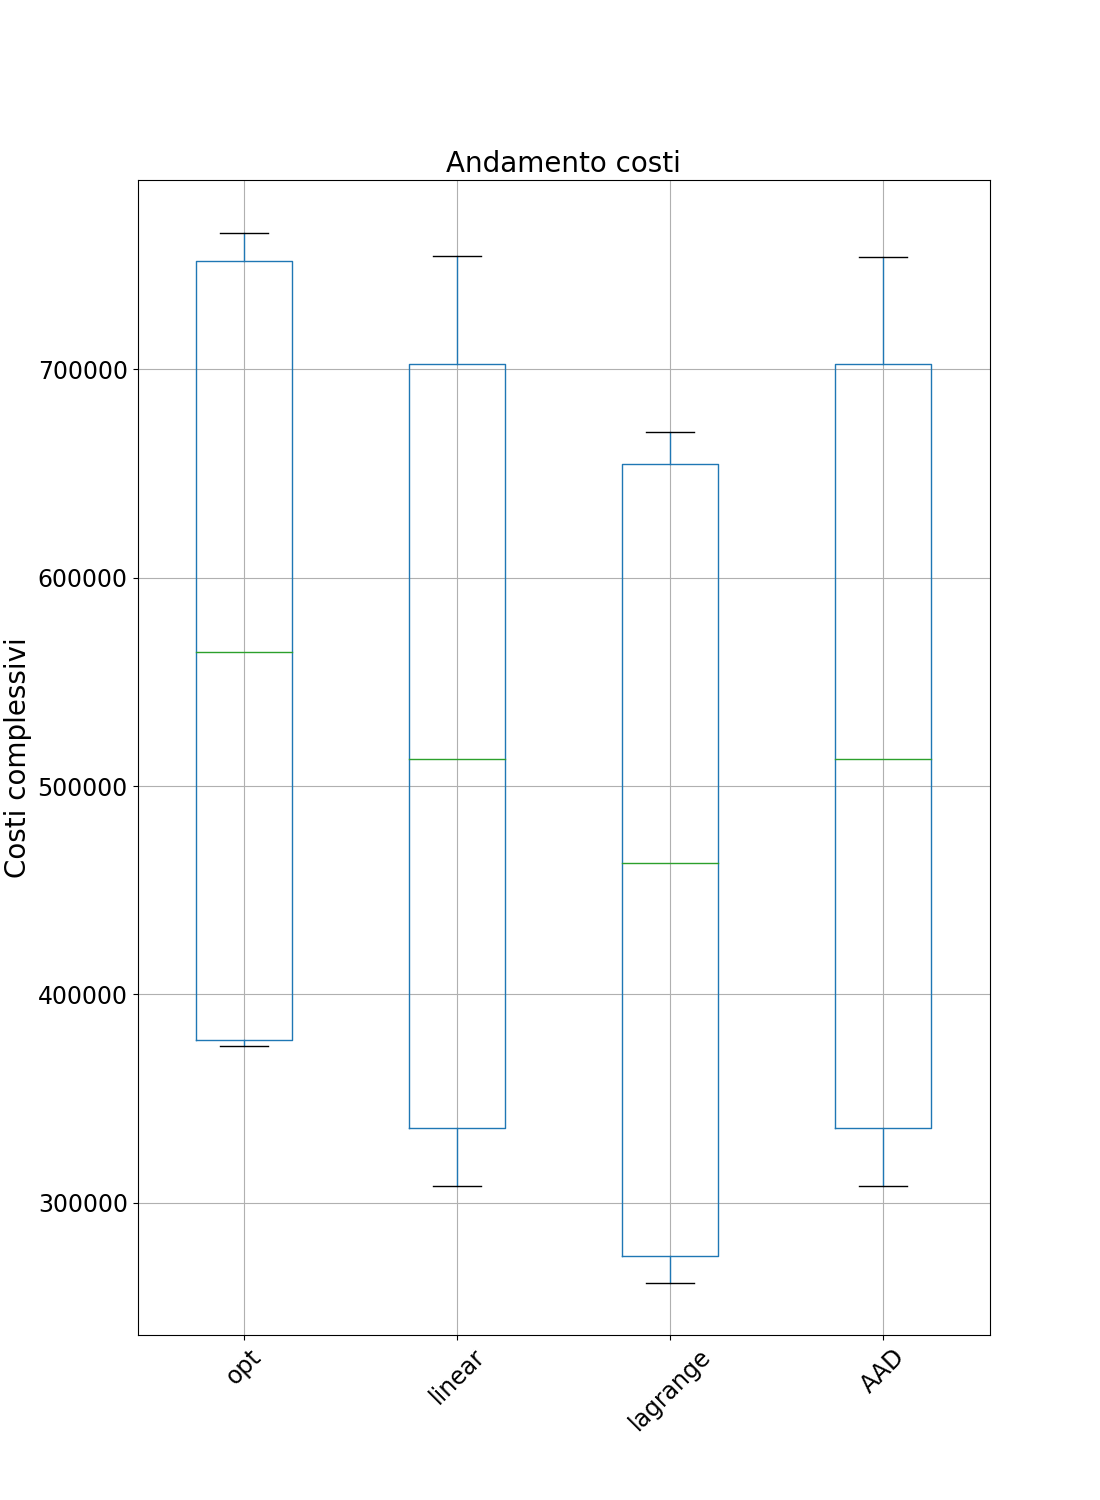 Andamento costi
Costi complessivi
700000
600000
500000
400000
300000
opt
linear
lagrange
AAD